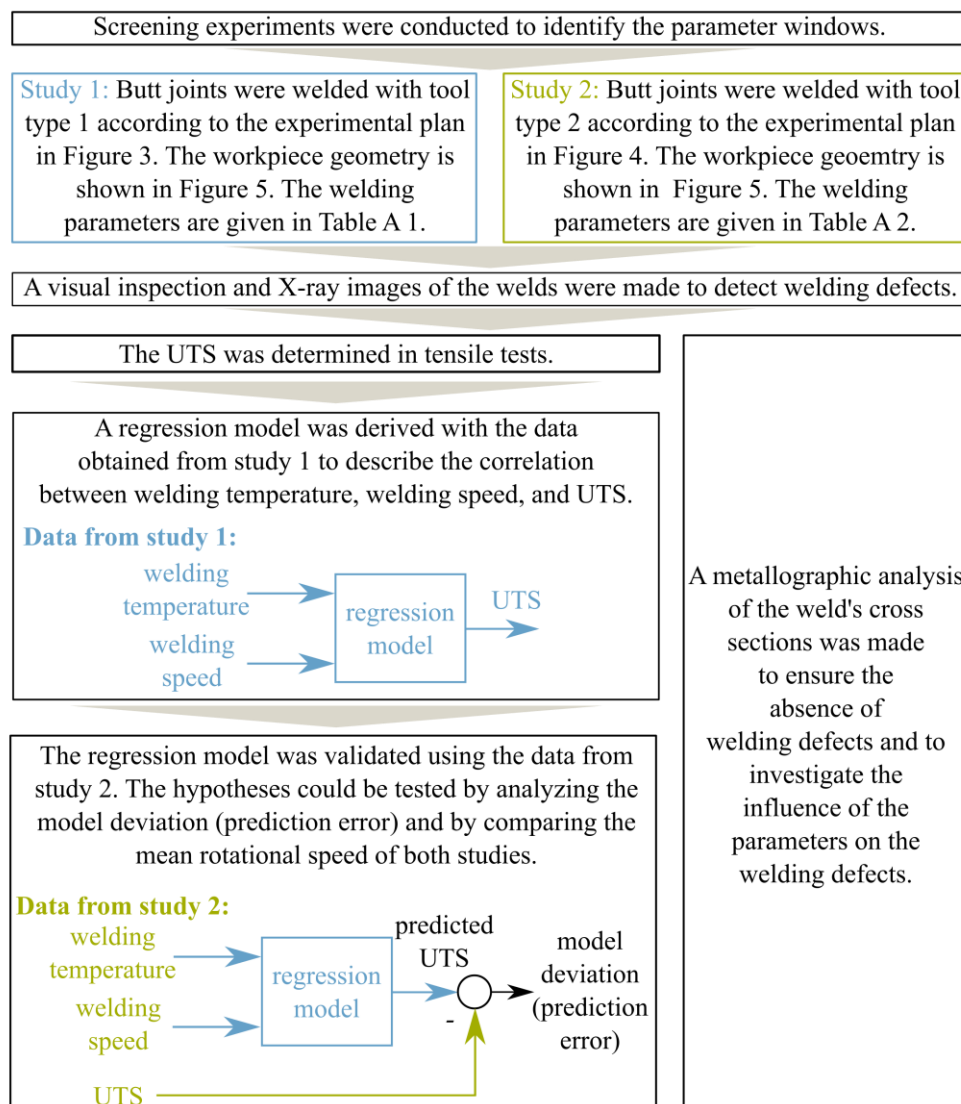 Screening experiments were conducted to identify the parameter windows.
Study 1: Butt joints were welded with tool
type 1 according to the experimental plan
in Figure 3. The workpiece geometry is
shown in Figure 5. The welding
parameters are given in Table A 1.
Study 2: Butt joints were welded with tool
type 2 according to the experimental plan
in Figure 4. The workpiece geoemtry is
shown in Figure 5. The welding
parameters are given in Table A 2.
A visual inspection and X-ray images of the welds were made to detect welding defects.
The UTS was determined in tensile tests.
A regression model was derived with the data
obtained from study 1 to describe the correlation
between welding temperature, welding speed, and UTS.
Data from study 1:
welding
temperature
welding
speed
regression
model
UTS
The regression model was validated using the data from
study 2. The hypotheses could be tested by analyzing the
model deviation (prediction error) and by comparing the
mean rotational speed of both studies.
Data from study 2:
welding
temperature
welding
speed
UTS
regression
model
predicted
UTS
-
model
deviation
(prediction
error)
A metallographic analysis
of the weld's cross
sections was made
to ensure the
absence of
welding defects and to
investigate the
influence of the
parameters on the
welding defects.